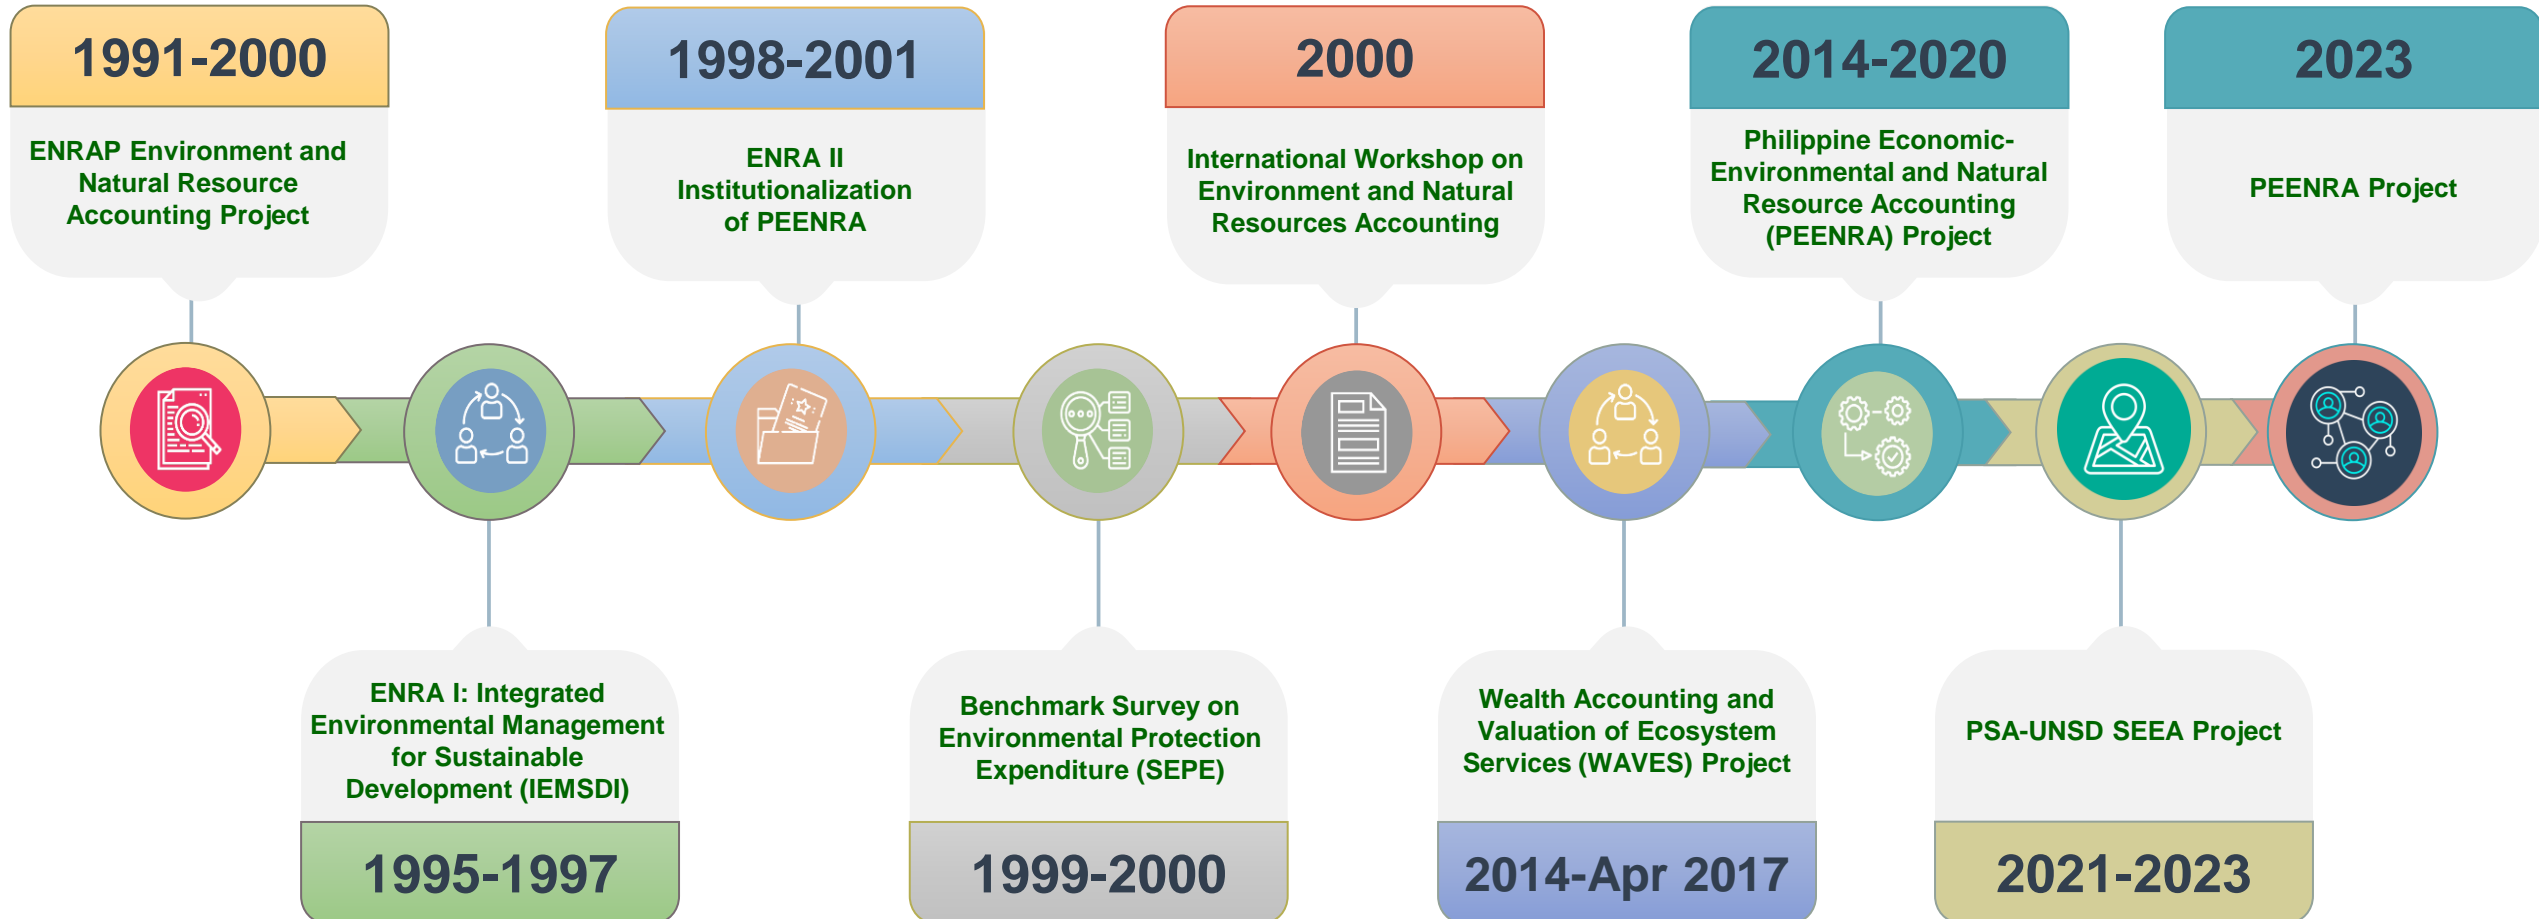 1991-2000
ENRAP Environment and
Natural Resource
Accounting Project
1998-2001
ENRA II
Institutionalization
of PEENRA
2000
International Workshop on
Environment and Natural
Resources Accounting
2014-2020
Philippine Economic-
Environmental and Natural
Resource Accounting
(PEENRA) Project
2023
PEENRA Project
ENRA I: Integrated
Environmental Management
for Sustainable
Development (IEMSDI)
1995-1997
Benchmark Survey on
Environmental Protection
Expenditure (SEPE)
1999-2000
Wealth Accounting and
Valuation of Ecosystem
Services (WAVES) Project
2014-Apr 2017
PSA-UNSD SEEA Project
2021-2023